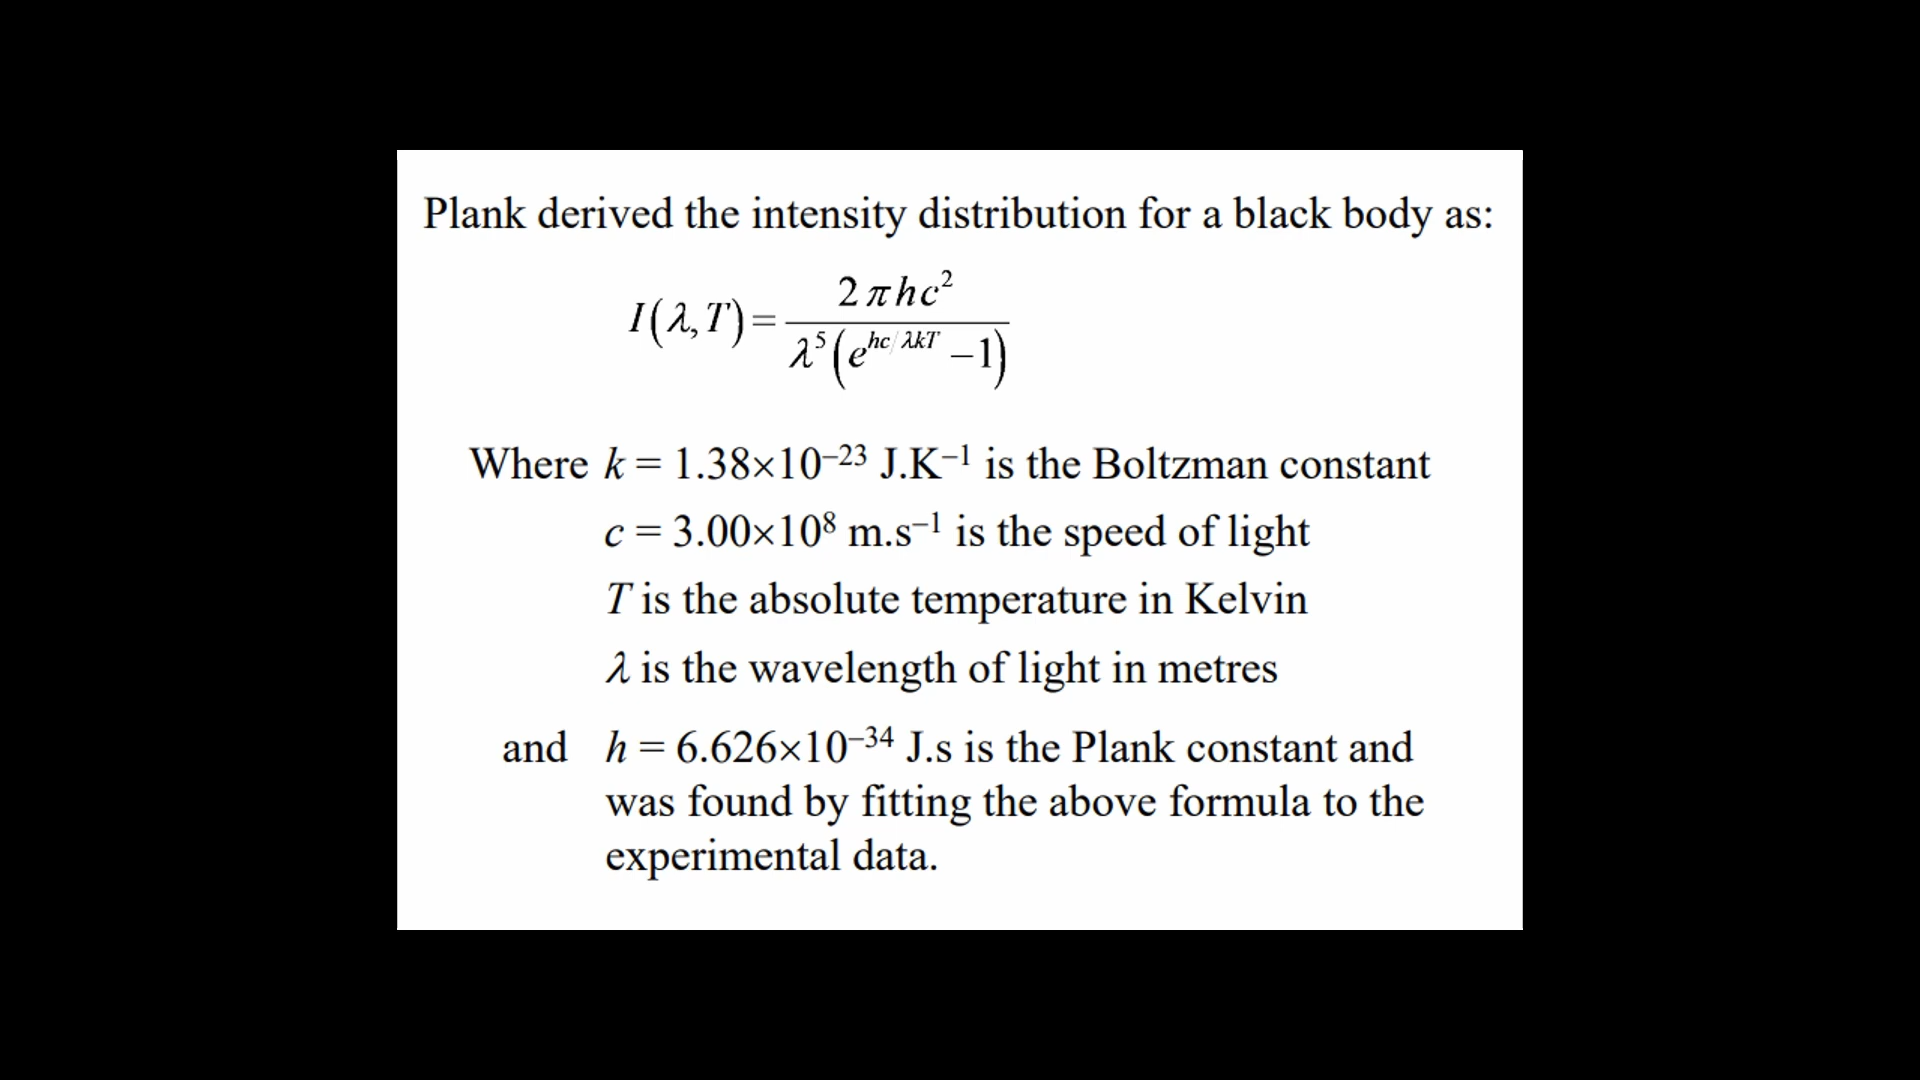 Plank derived the intensity distribution for a black body as:
I(λ,T) = 2πhc² / λ⁵(e^{hc/λkT} −1)
Where k = 1.38×10⁻²³ J.K⁻¹ is the Boltzman constant
c = 3.00×10⁸ m.s⁻¹ is the speed of light
T is the absolute temperature in Kelvin
λ is the wavelength of light in metres
and h = 6.626×10⁻³⁴ J.s is the Plank constant and
was found by fitting the above formula to the
experimental data.